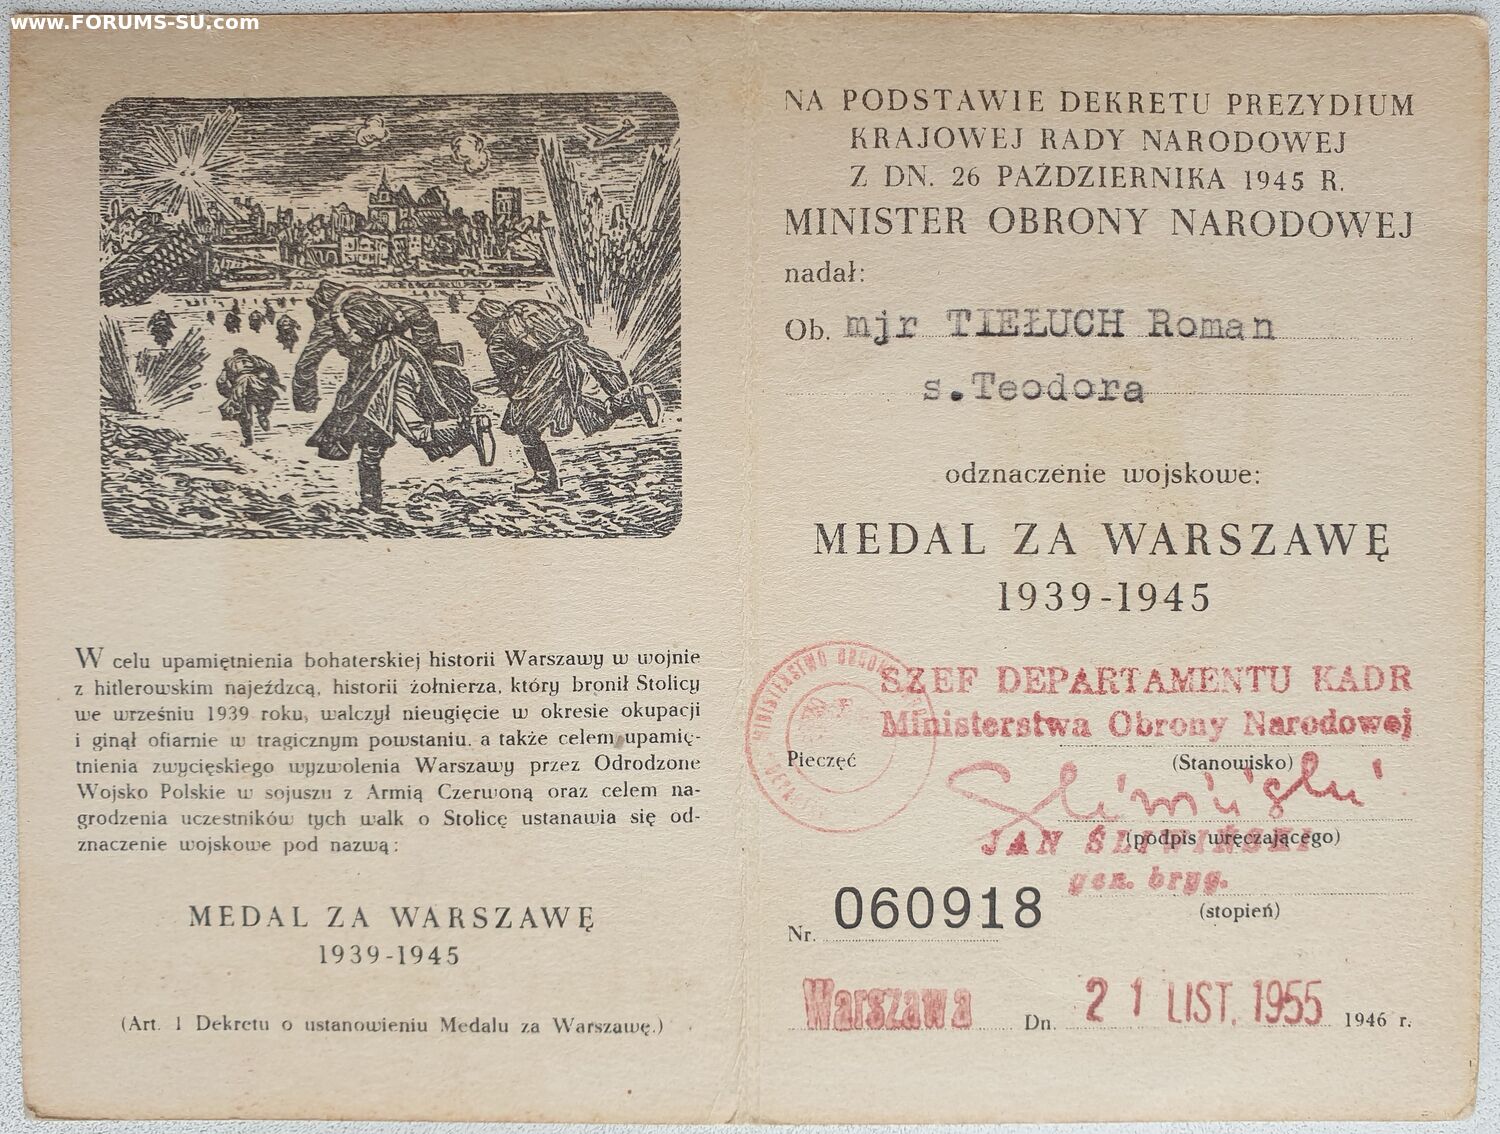 www.FORUMS-SU.com
W celu upamiętnienia bohaterskiej historii Warszawy w wojnie
z hitlerowskim najeźdzcą, historii żołnierza, który bronił Stolicy
we wrześniu 1939 roku, walczył nieugięcie w okresie okupacji
i ginął ofiarnie w tragicznym powstaniu, a także celem upamię-
tnienia zwycięskiego wyzwolenia Warszawy przez Odrodzone
Wojsko Polskie w sojuszu z Armią Czerwoną oraz celem na-
grodzenia uczestników tych walk o Stolicę ustanawia się od-
znaczenie wojskowe pod nazwą:
MEDAL ZA WARSZAWĘ
1939-1945
(Art. 1 Dekretu o ustanowieniu Medalu za Warszawę.)
NA PODSTAWIE DEKRETU PREZYDIUM
KRAJOWEJ RADY NARODOWEJ
Z DN. 26 PAŹDZIERNIKA 1945 R.
MINISTER OBRONY NARODOWEJ
nadał:
Ob. mjr TIEŁUCH Roman
s.Teodora
odznaczenie wojskowe:
MEDAL ZA WARSZAWĘ
1939-1945
MINISTERSTWO
SZEF DEPARTAMENTU KADR
Ministerstwa Obrony Narodowej
Pieczęć
(Stanowisko)
JAN ŚLIWIŃSKI
(podpis wręczającego)
gen. bryg.
(stopień)
Nr. 060918
Warszawa Dn. 21 LIST. 1955 1946 r.